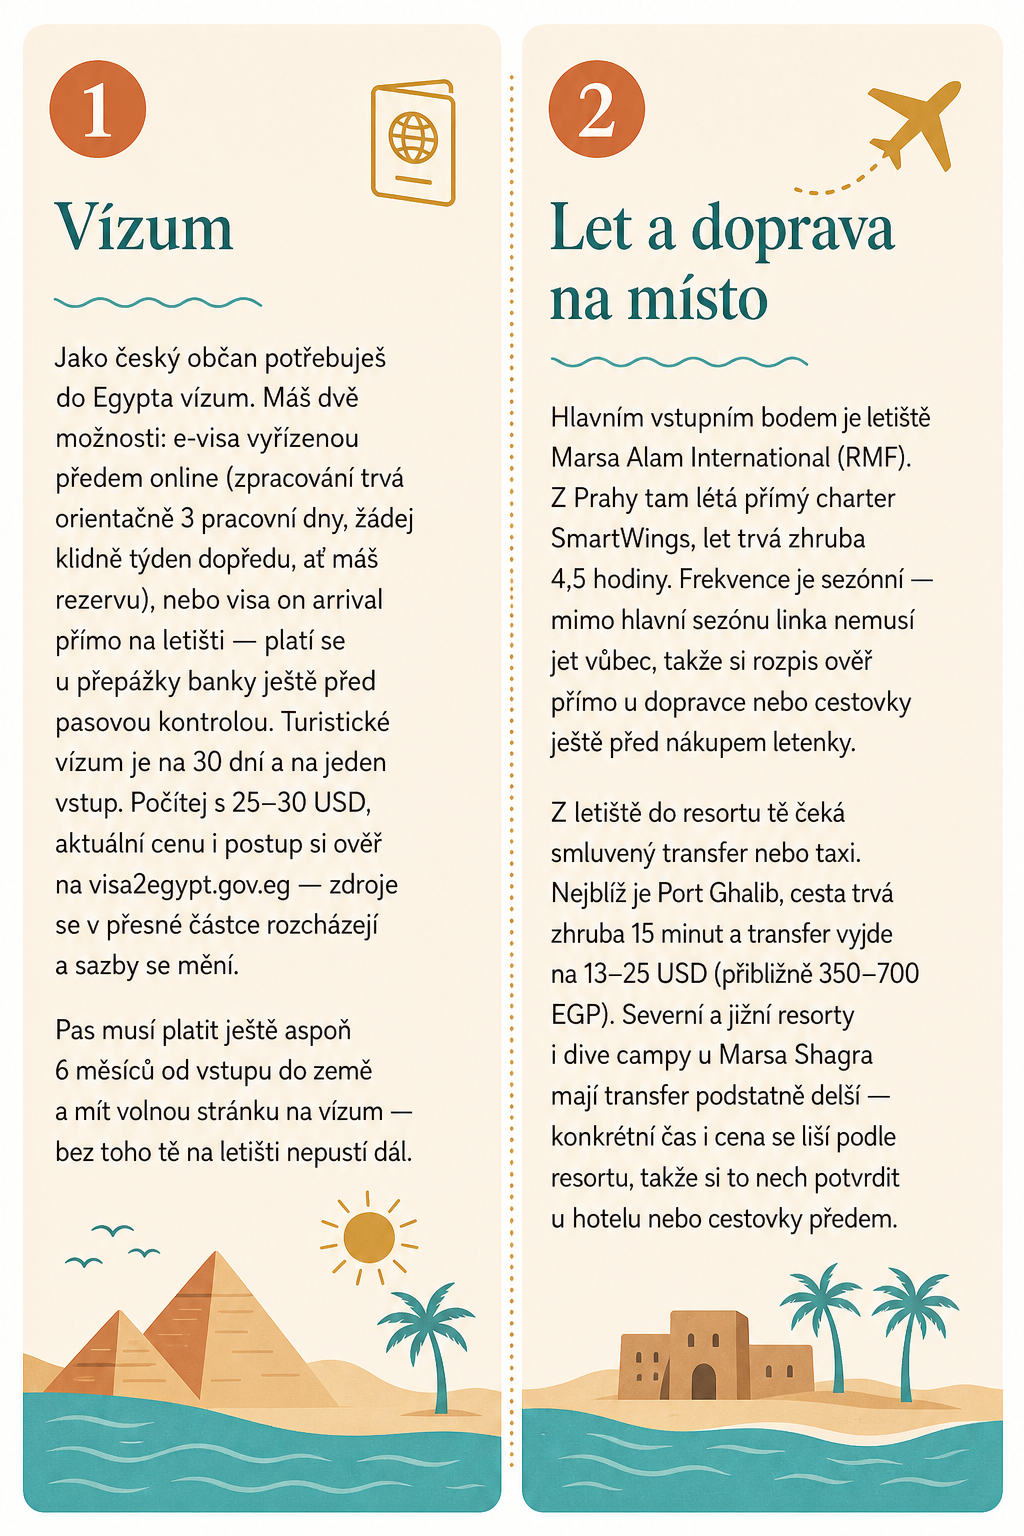 1
Vízum
Jako český občan potřebuješ
do Egypta vízum. Máš dvě
možnosti: e-visa vyřízenou
předem online (zpracování trvá
orientačně 3 pracovní dny, žádej
klidně týden dopředu, ať máš
rezervu), nebo visa on arrival
přímo na letišti — platí se
u přepážky banky ještě před
pasovou kontrolou. Turistické
vízum je na 30 dní a na jeden
vstup. Počítej s 25–30 USD,
aktuální cenu i postup si ověř
na visa2egypt.gov.eg — zdroje
se v přesné částce rozcházejí
a sazby se mění.
Pas musí platit ještě aspoň
6 měsíců od vstupu do země
a mít volnou stránku na vízum —
bez toho tě na letišti nepustí dál.
2
Let a doprava
na místo
Hlavním vstupním bodem je letiště
Marsa Alam International (RMF).
Z Prahy tam létá přímý charter
SmartWings, let trvá zhruba
4,5 hodiny. Frekvence je sezónní —
mimo hlavní sezónu linka nemusí
jet vůbec, takže si rozpis ověř
přímo u dopravce nebo cestovky
ještě před nákupem letenky.
Z letiště do resortu tě čeká
smluvený transfer nebo taxi.
Nejblíž je Port Ghalib, cesta trvá
zhruba 15 minut a transfer vyjde
na 13–25 USD (přibližně 350–700
EGP). Severní a jižní resorty
i dive campy u Marsa Shagra
mají transfer podstatně delší —
konkrétní čas i cena se liší podle
resortu, takže si to nech potvrdit
u hotelu nebo cestovky předem.